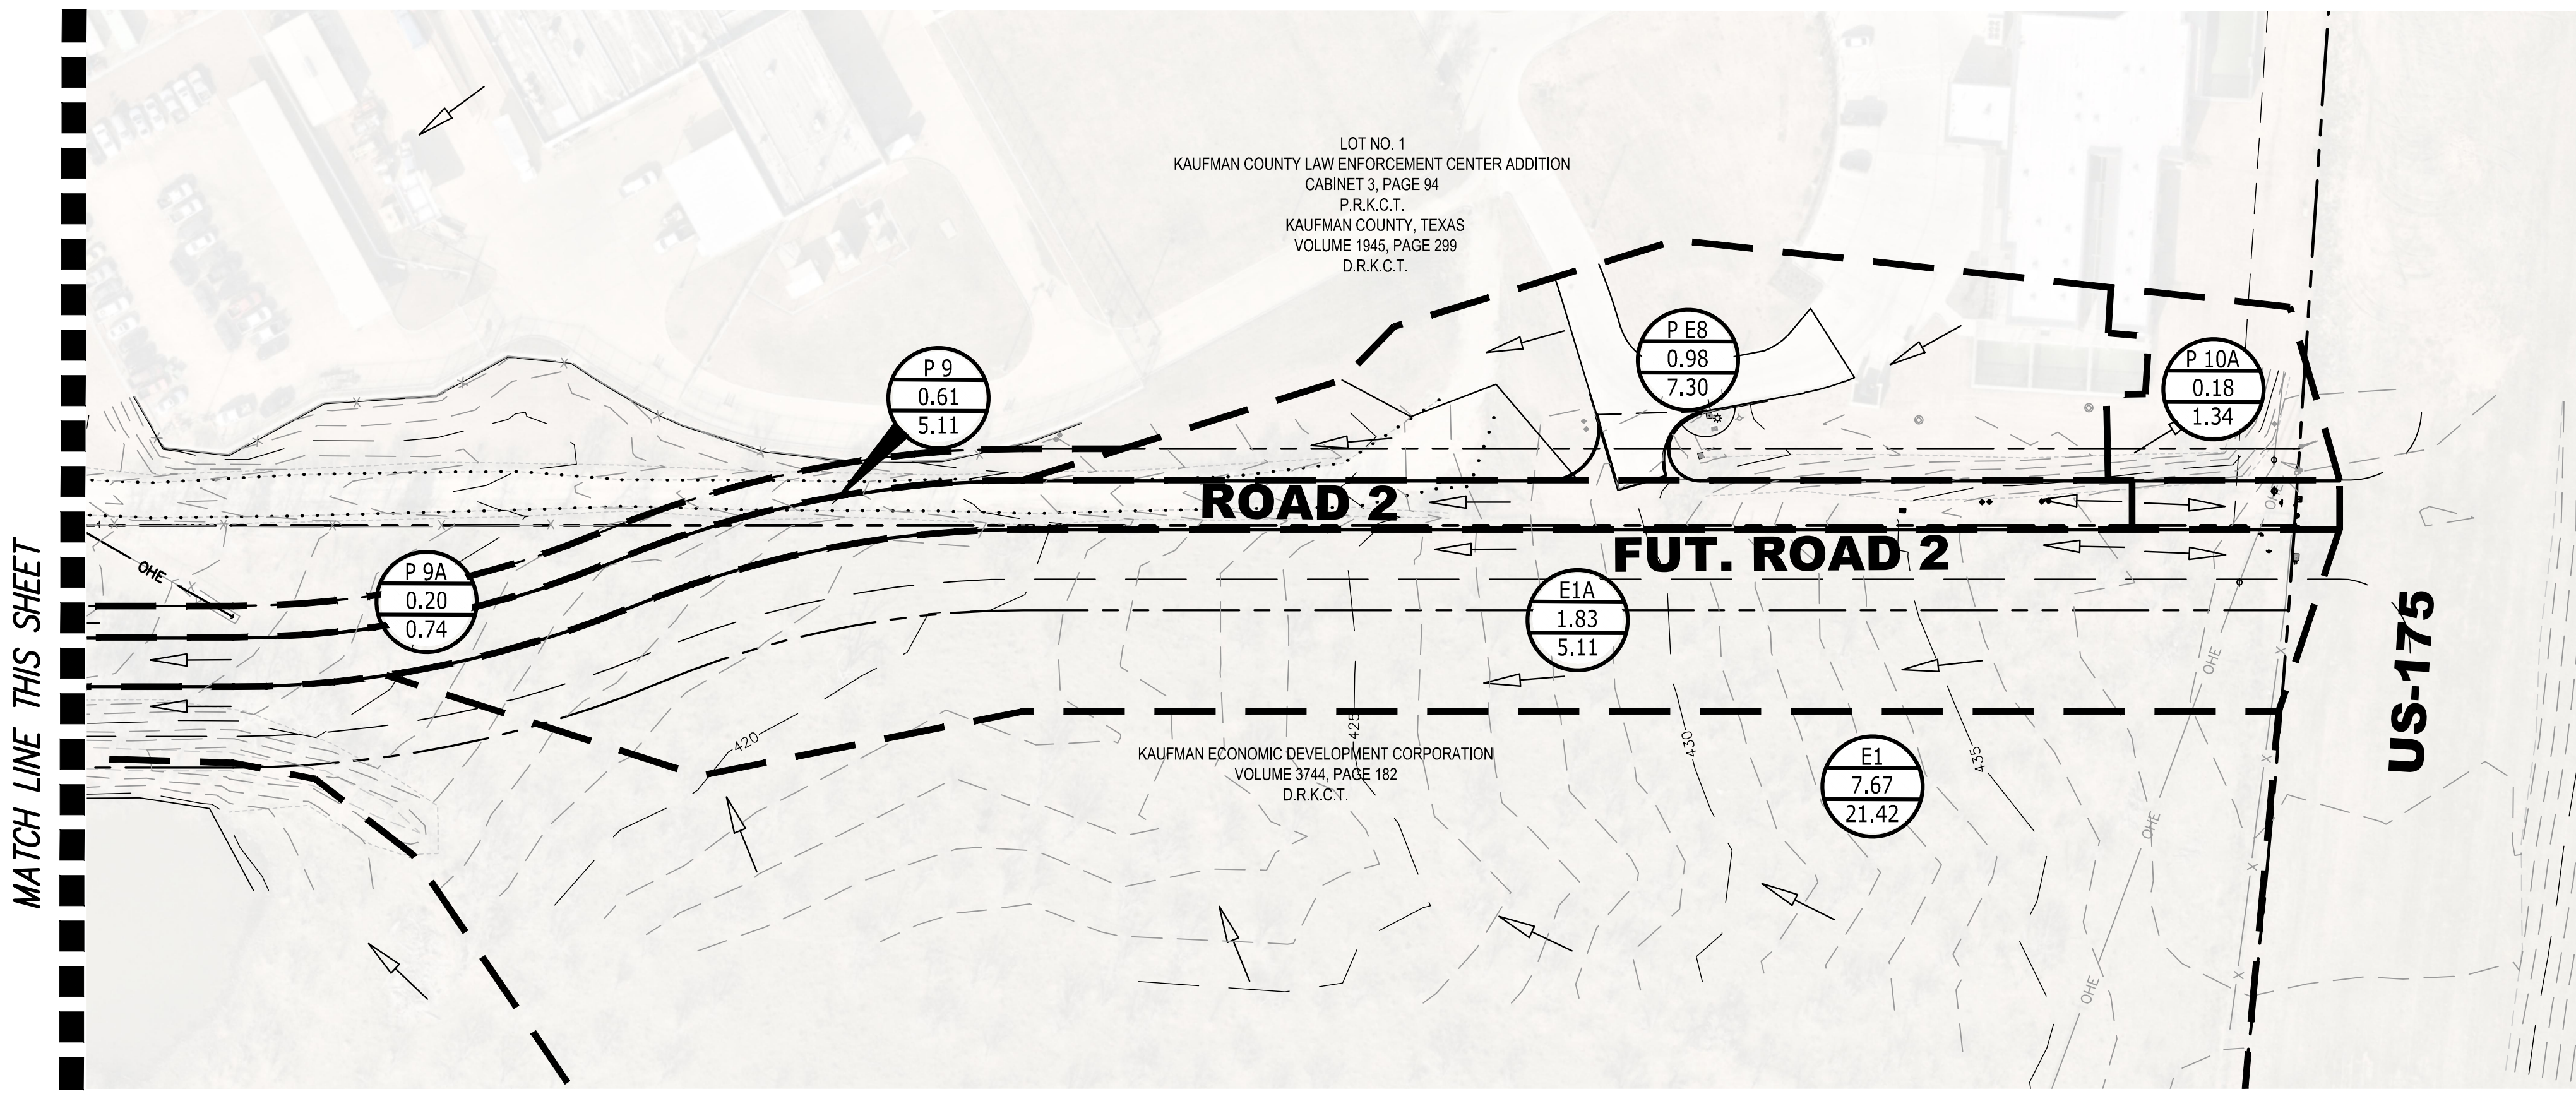 LOT NO. 1
KAUFMAN COUNTY LAW ENFORCEMENT CENTER ADDITION
CABINET 3, PAGE 94
P.R.K.C.T.
KAUFMAN COUNTY, TEXAS
VOLUME 1945, PAGE 299
D.R.K.C.T.
P E8
0.98
7.30
P 10A
0.18
1.34
P 9
0.61
5.11
ROAD 2
FUT. ROAD 2
OHE
P 9A
0.20
0.74
E1A
1.83
5.11
OHE
OHE
US-175
MATCH LINE THIS SHEET
420
425
430
435
KAUFMAN ECONOMIC DEVELOPMENT CORPORATION
VOLUME 3744, PAGE 182
D.R.K.C.T.
E1
7.67
21.42
OHE
OHE